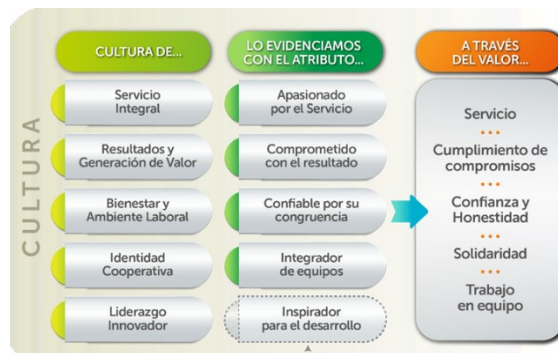 CULTURA
CULTURA DE...
Servicio
Integral
Resultados y
Generación de Valor
Bienestar y
Ambiente Laboral
Identidad
Cooperativa
Liderazgo
Innovador
LO EVIDENCIAMOS
CON EL ATRIBUTO...
Apasionado
por el Servicio
Comprometido
con el resultado
Confiable por su
congruencia
Integrador
de equipos
Inspirador
para el desarrollo
A TRAVÉS
DEL VALOR...
Servicio
Cumplimiento de
compromisos
Confianza y
Honestidad
Solidaridad
Trabajo
en equipo